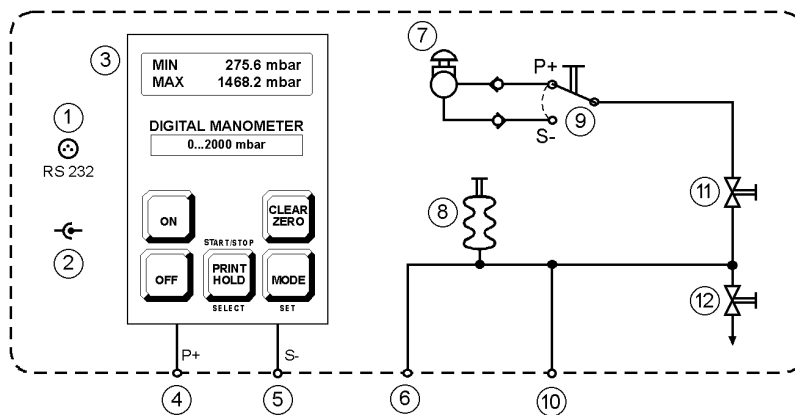 7
3
MIN 275.6 mbar
MAX 1468.2 mbar
P+
1
DIGITAL MANOMETER
0...2000 mbar
S-
9
RS 232
11
8
ON
CLEAR ZERO
START/STOP
2
OFF
PRINT HOLD
MODE
12
SELECT
SET
P+
S-
4
5
6
10